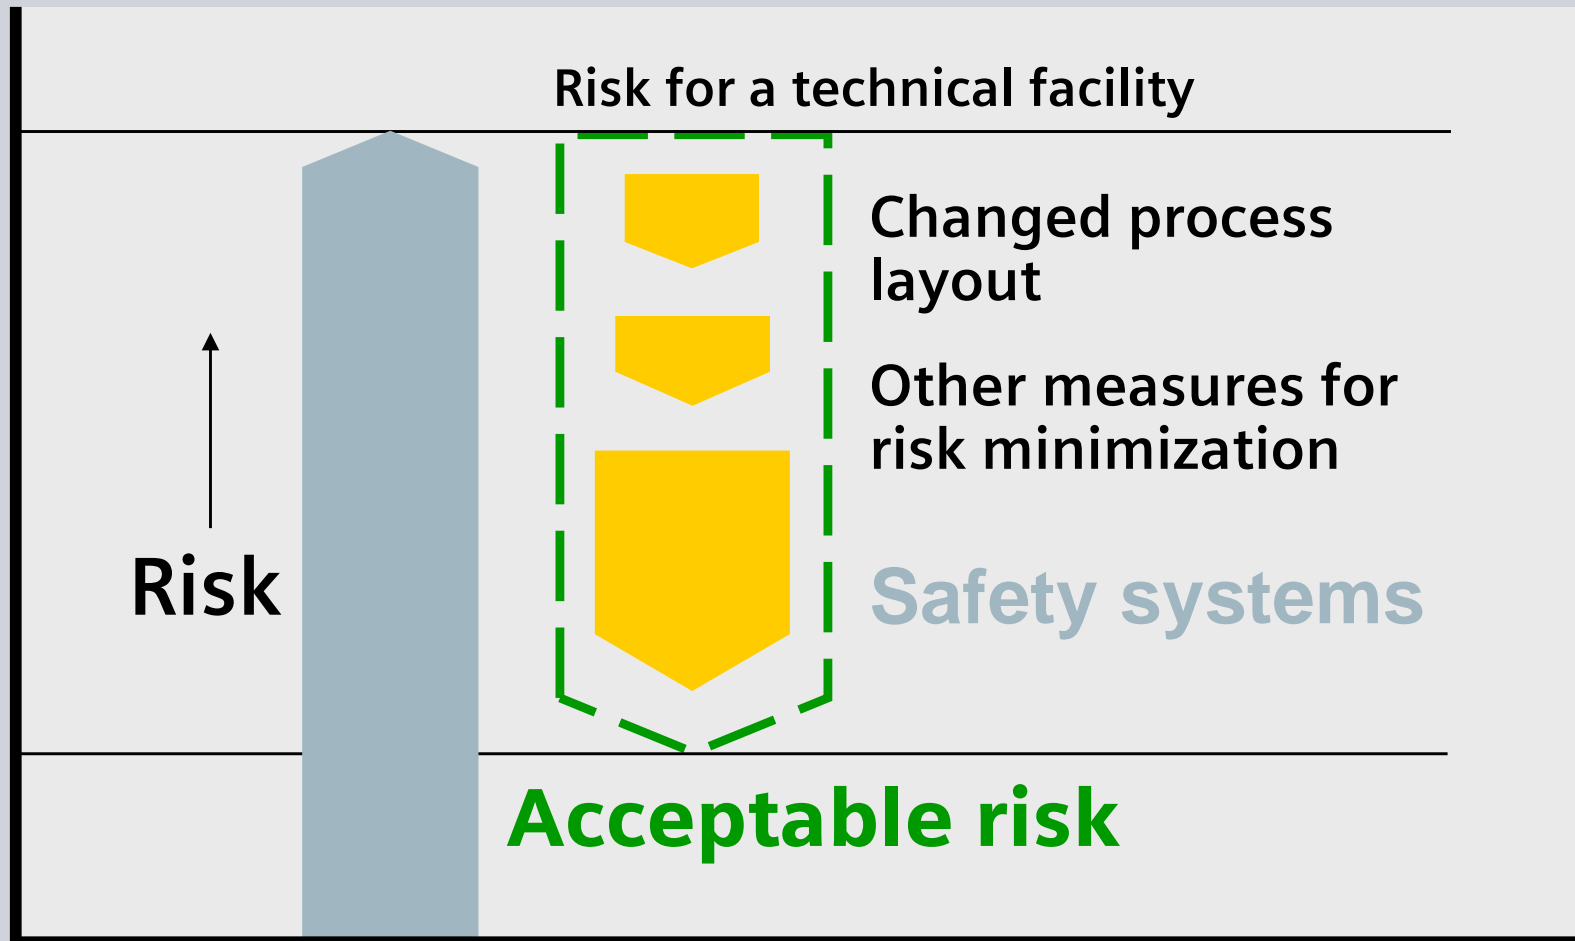 Risk for a technical facility
Changed process
layout
Other measures for
risk minimization
Risk
Safety systems
Acceptable risk